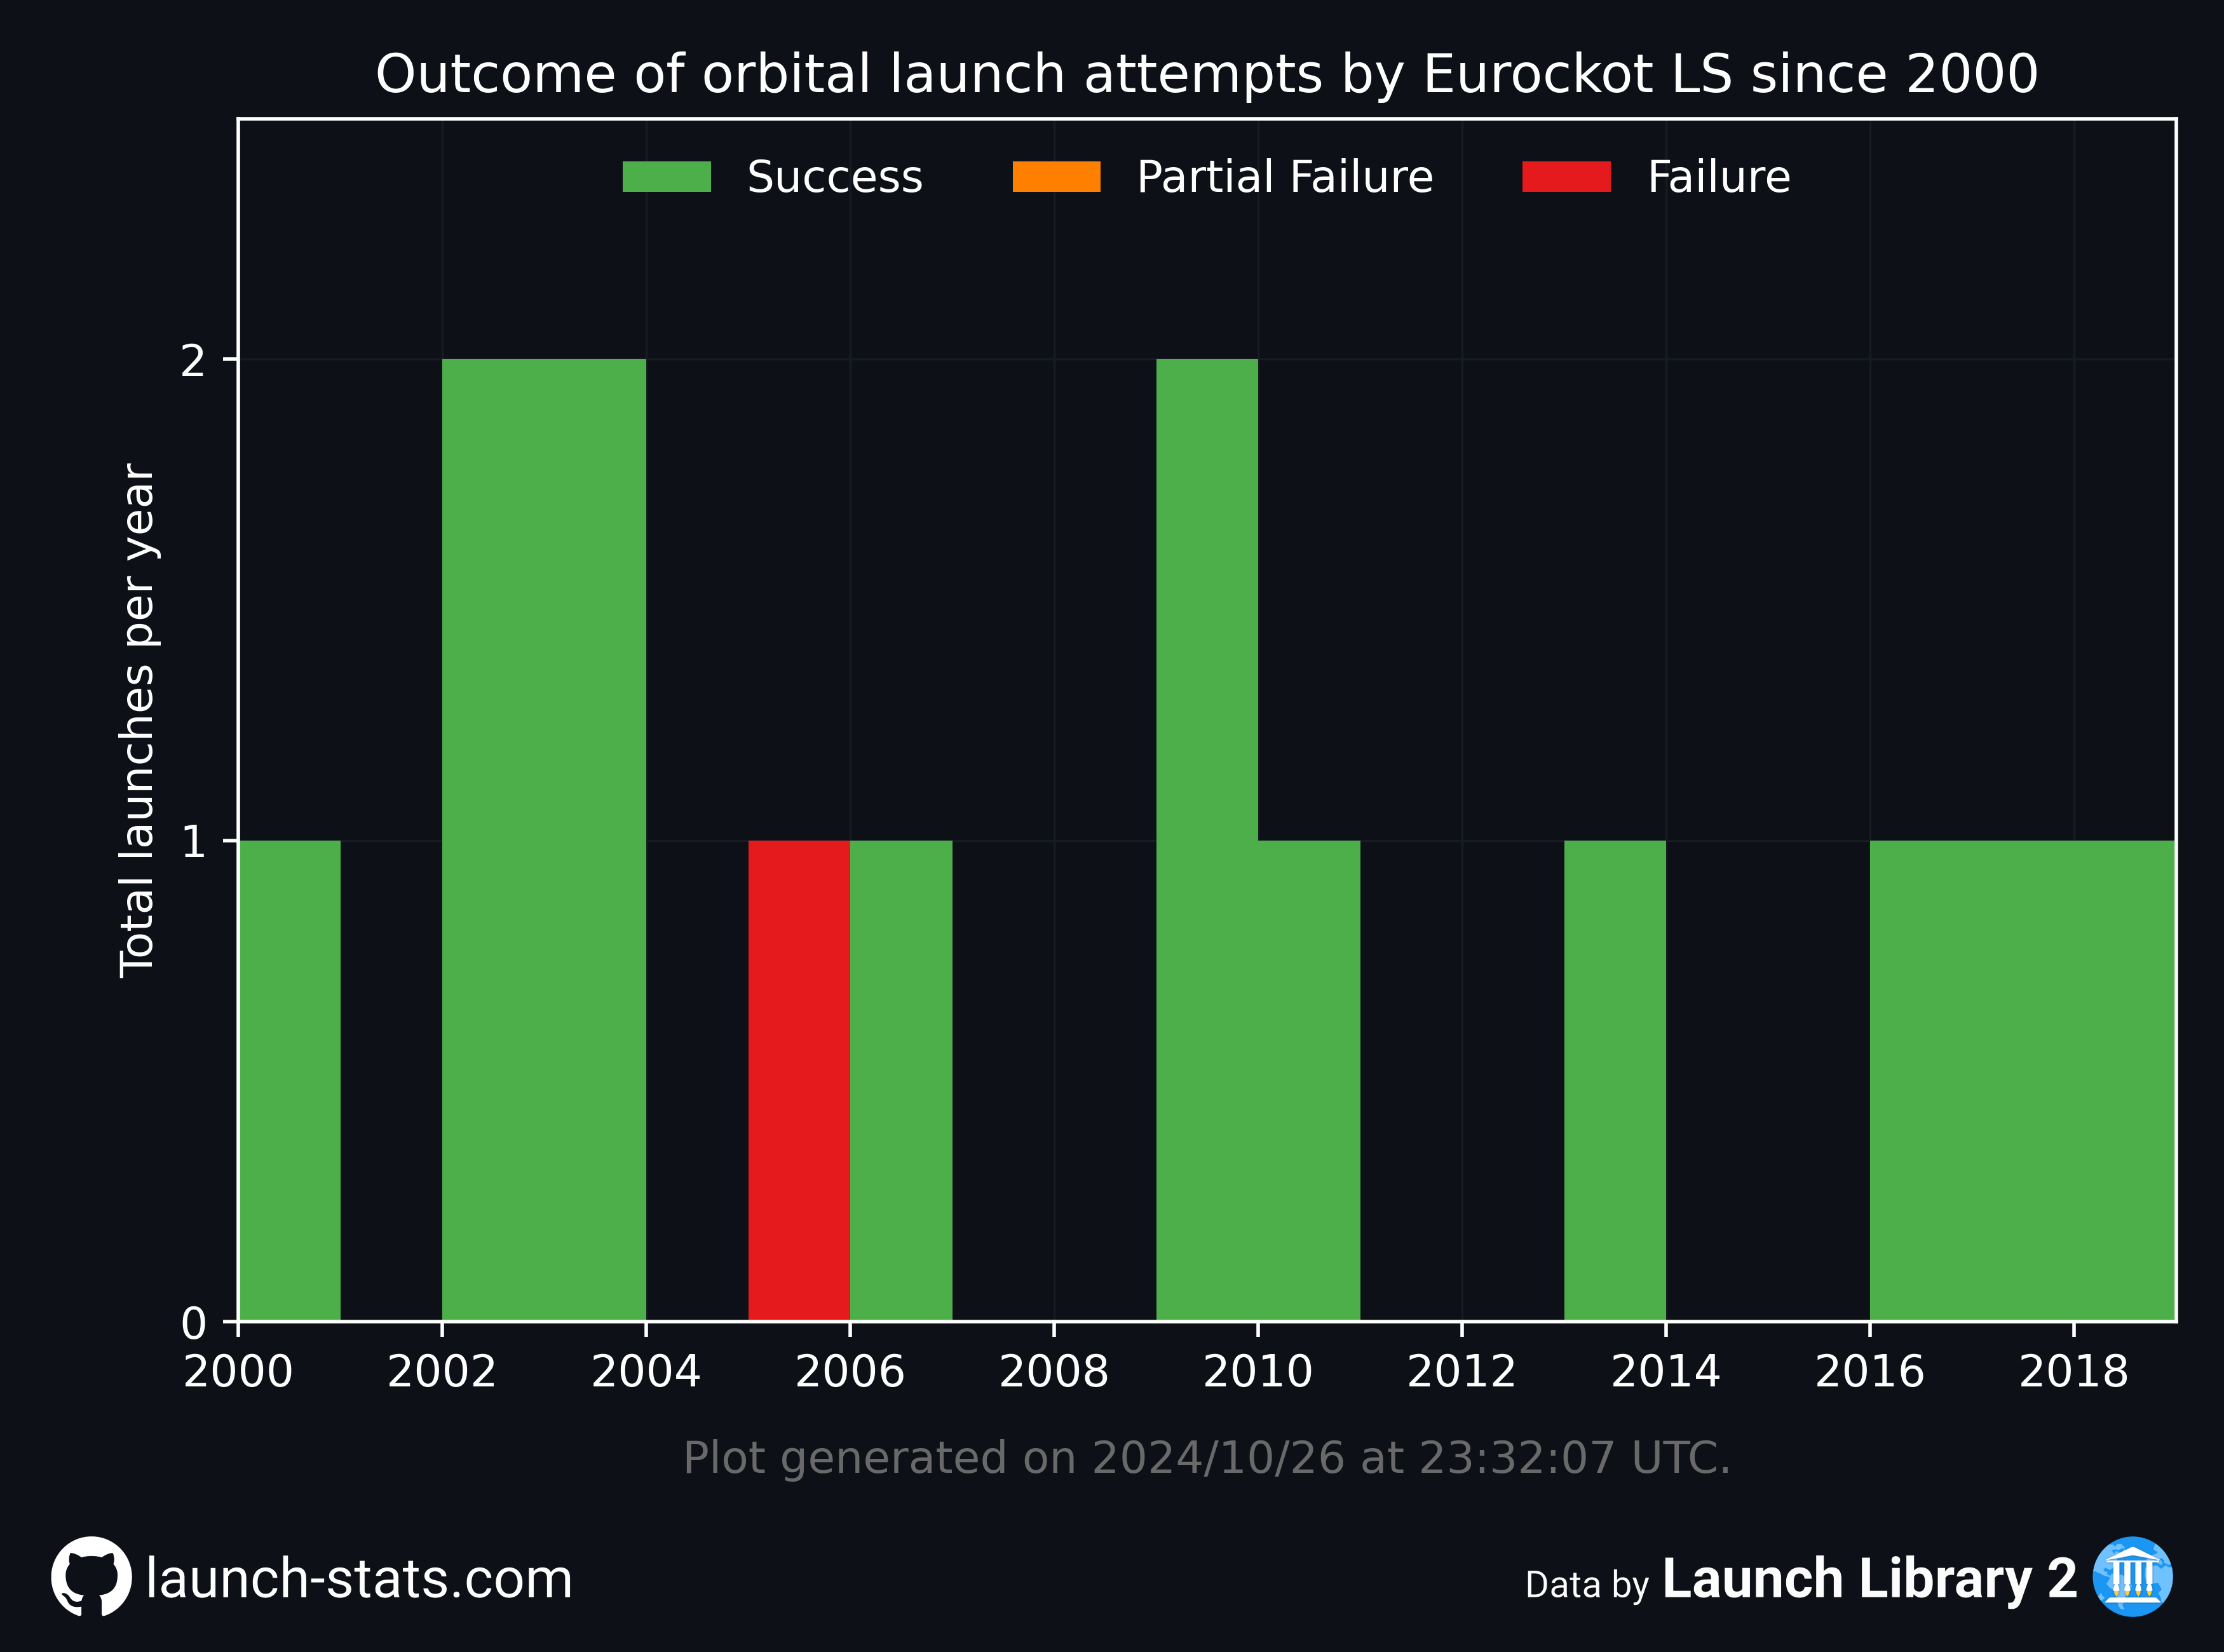 Outcome of orbital launch attempts by Eurockot LS since 2000
Success Partial Failure Failure
Total launches per year
2
1
0
2000 2002 2004 2006 2008 2010 2012 2014 2016 2018
Plot generated on 2024/10/26 at 23:32:07 UTC.
launch-stats.com
Data by Launch Library 2